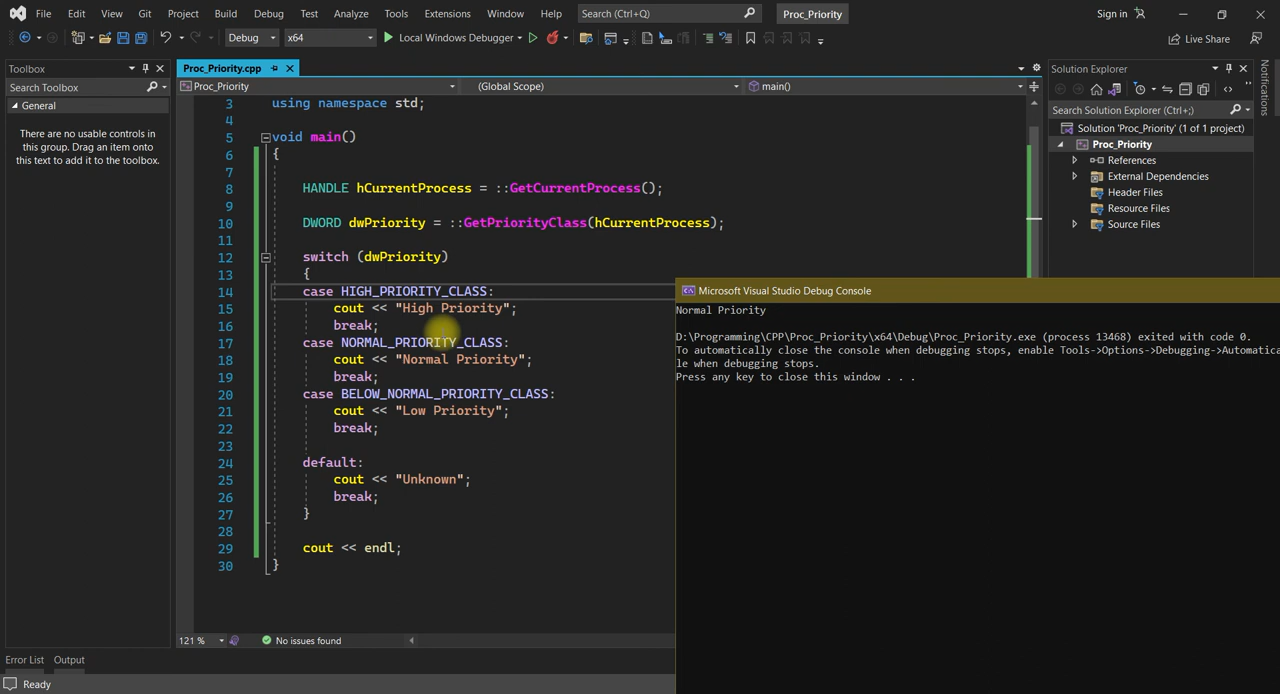 File Edit View Git Project Build Debug Test Analyze Tools Extensions Window Help Search (Ctrl+Q) Proc_Priority Sign in
Debug x64 Local Windows Debugger Live Share
Toolbox
Search Toolbox
General
There are no usable controls in
this group. Drag an item onto
this text to add it to the toolbox.
Proc_Priority.cpp
Proc_Priority (Global Scope) main()
3 using namespace std;
4
5 void main()
6 {
7
8 HANDLE hCurrentProcess = ::GetCurrentProcess();
9
10 DWORD dwPriority = ::GetPriorityClass(hCurrentProcess);
11
12 switch (dwPriority)
13 {
14 case HIGH_PRIORITY_CLASS:
15 cout << "High Priority";
16 break;
17 case NORMAL_PRIORITY_CLASS:
18 cout << "Normal Priority";
19 break;
20 case BELOW_NORMAL_PRIORITY_CLASS:
21 cout << "Low Priority";
22 break;
23
24 default:
25 cout << "Unknown";
26 break;
27 }
28
29 cout << endl;
30 }
121 % No issues found
Microsoft Visual Studio Debug Console
Normal Priority
D:\Programming\CPP\Proc_Priority\x64\Debug\Proc_Priority.exe (process 13468) exited with code 0.
To automatically close the console when debugging stops, enable Tools->Options->Debugging->Automatica
le when debugging stops.
Press any key to close this window . . .
Solution Explorer
Search Solution Explorer (Ctrl+;)
Solution 'Proc_Priority' (1 of 1 project)
Proc_Priority
References
External Dependencies
Header Files
Resource Files
Source Files
Notifications
Error List Output
Ready